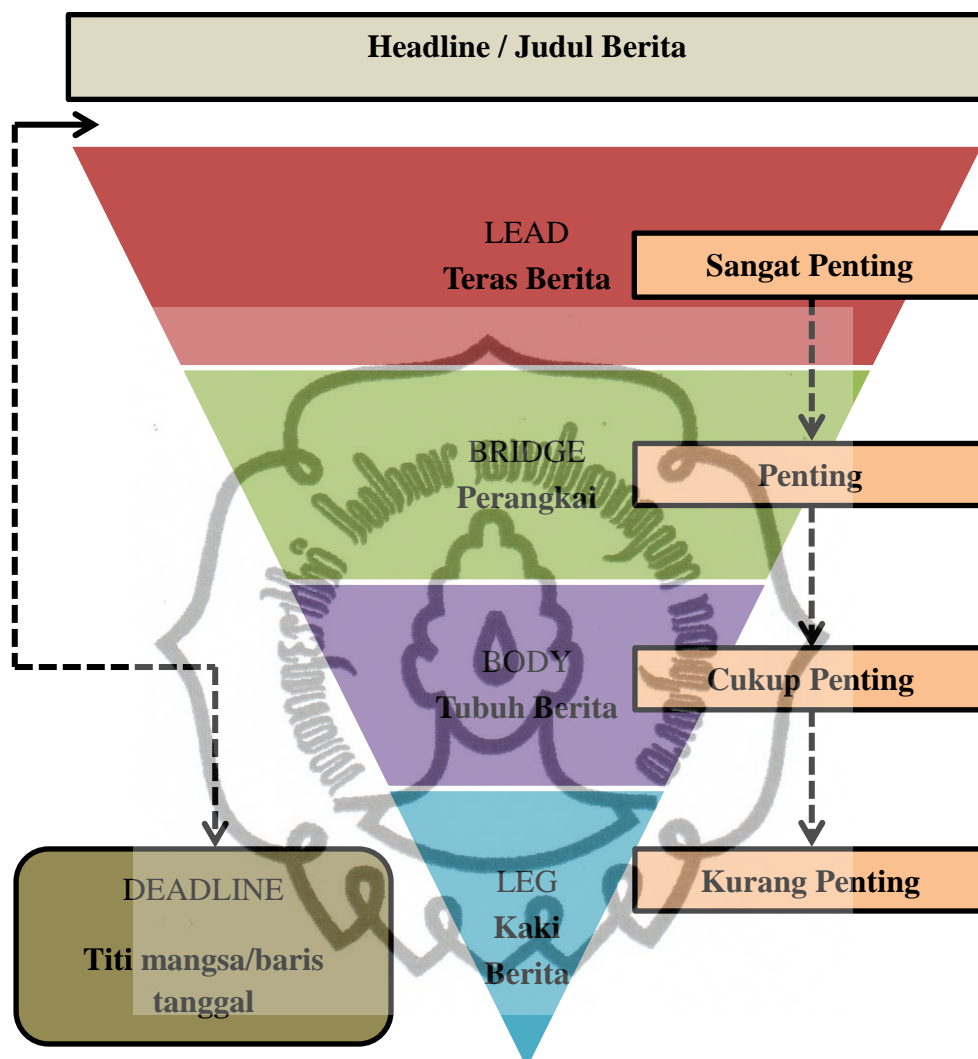 Headline / Judul Berita
LEAD
Teras Berita
Sangat Penting
BRIDGE
Perangkai
Penting
BODY
Tubuh Berita
Cukup Penting
DEADLINE
Titi mangsa/baris
tanggal
LEG
Kaki
Berita
Kurang Penting